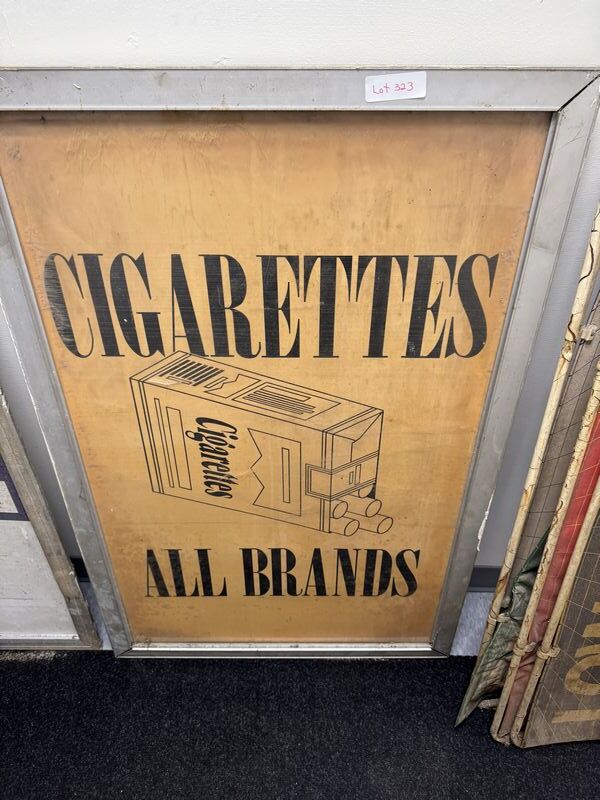 Lot 323
CIGARETTES
Cigarettes
ALL BRANDS